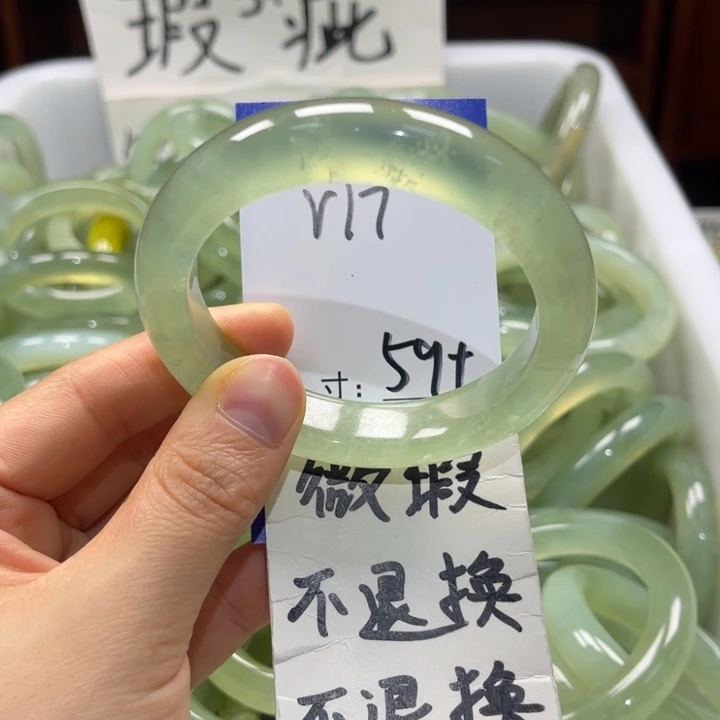 瑕疵
V17
寸: 59+
微瑕
不退换
不退换